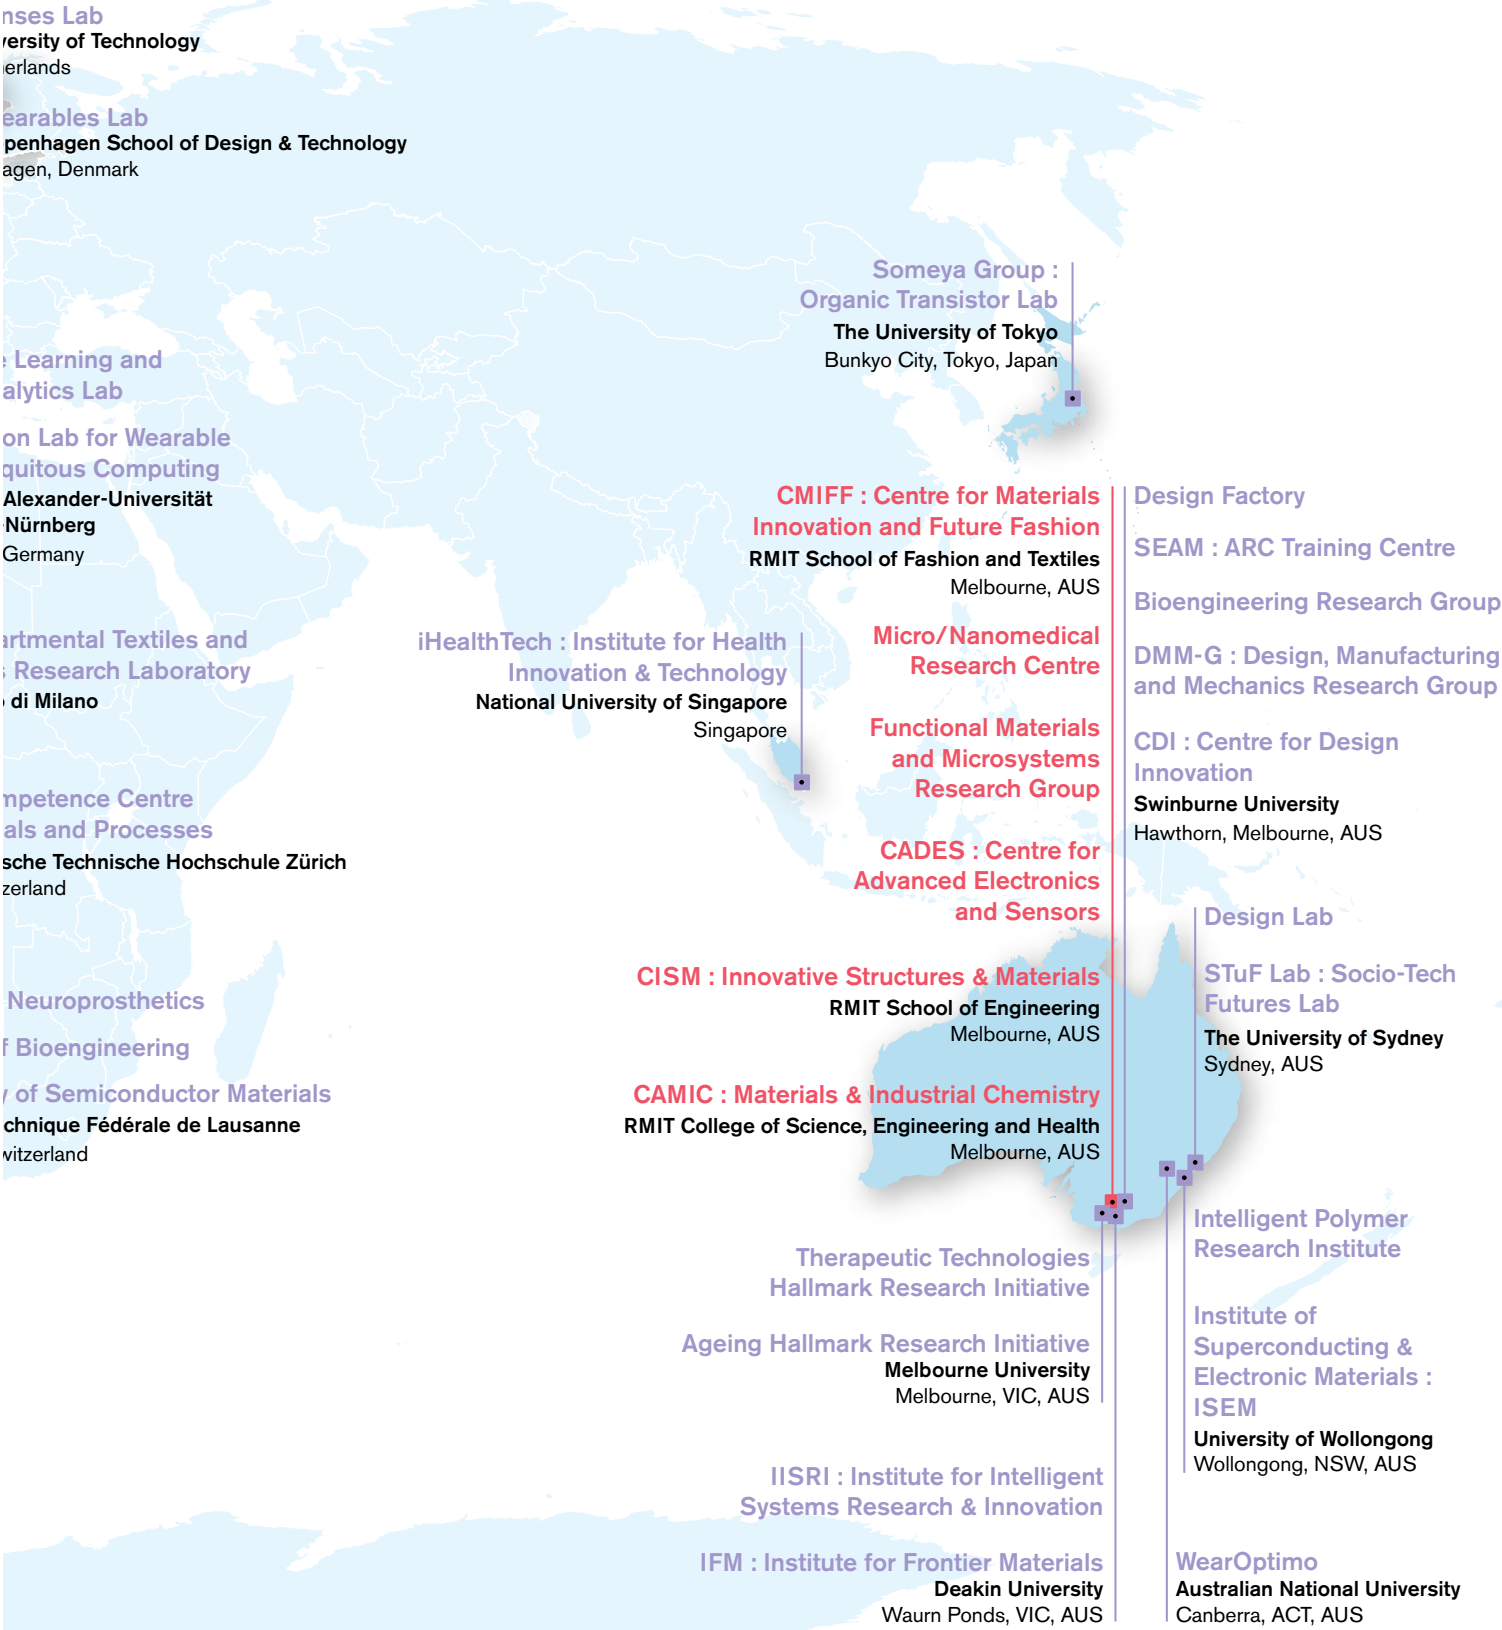 nses Lab
versity of Technology
erlands
earables Lab
penhagen School of Design & Technology
agen, Denmark
Learning and
alytics Lab
on Lab for Wearable
quitous Computing
Alexander-Universität
-Nürnberg
Germany
artmental Textiles and
s Research Laboratory
di Milano
mpetence Centre
als and Processes
sche Technische Hochschule Zürich
zerland
Neuroprosthetics
f Bioengineering
y of Semiconductor Materials
chnique Fédérale de Lausanne
witzerland
Someya Group :
Organic Transistor Lab
The University of Tokyo
Bunkyo City, Tokyo, Japan
iHealthTech : Institute for Health
Innovation & Technology
National University of Singapore
Singapore
CMIFF : Centre for Materials
Innovation and Future Fashion
RMIT School of Fashion and Textiles
Melbourne, AUS
Micro/Nanomedical
Research Centre
Functional Materials
and Microsystems
Research Group
CADES : Centre for
Advanced Electronics
and Sensors
CISM : Innovative Structures & Materials
RMIT School of Engineering
Melbourne, AUS
CAMIC : Materials & Industrial Chemistry
RMIT College of Science, Engineering and Health
Melbourne, AUS
Design Factory
SEAM : ARC Training Centre
Bioengineering Research Group
DMM-G : Design, Manufacturing
and Mechanics Research Group
CDI : Centre for Design
Innovation
Swinburne University
Hawthorn, Melbourne, AUS
Design Lab
STuF Lab : Socio-Tech
Futures Lab
The University of Sydney
Sydney, AUS
Therapeutic Technologies
Hallmark Research Initiative
Ageing Hallmark Research Initiative
Melbourne University
Melbourne, VIC, AUS
Intelligent Polymer
Research Institute
Institute of
Superconducting &
Electronic Materials :
ISEM
University of Wollongong
Wollongong, NSW, AUS
IISRI : Institute for Intelligent
Systems Research & Innovation
IFM : Institute for Frontier Materials
Deakin University
Waurn Ponds, VIC, AUS
WearOptimo
Australian National University
Canberra, ACT, AUS